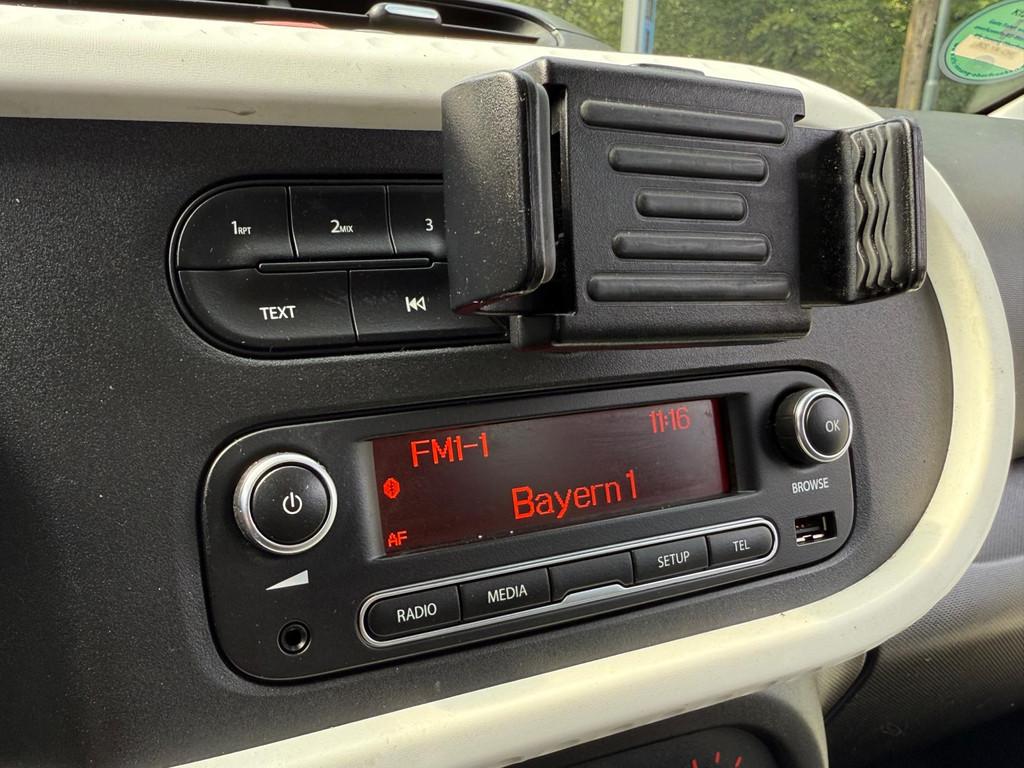 1RPT
2MIX
3
TEXT
FM1-1
11:16
Bayern 1
AF
OK
BROWSE
RADIO
MEDIA
SETUP
TEL